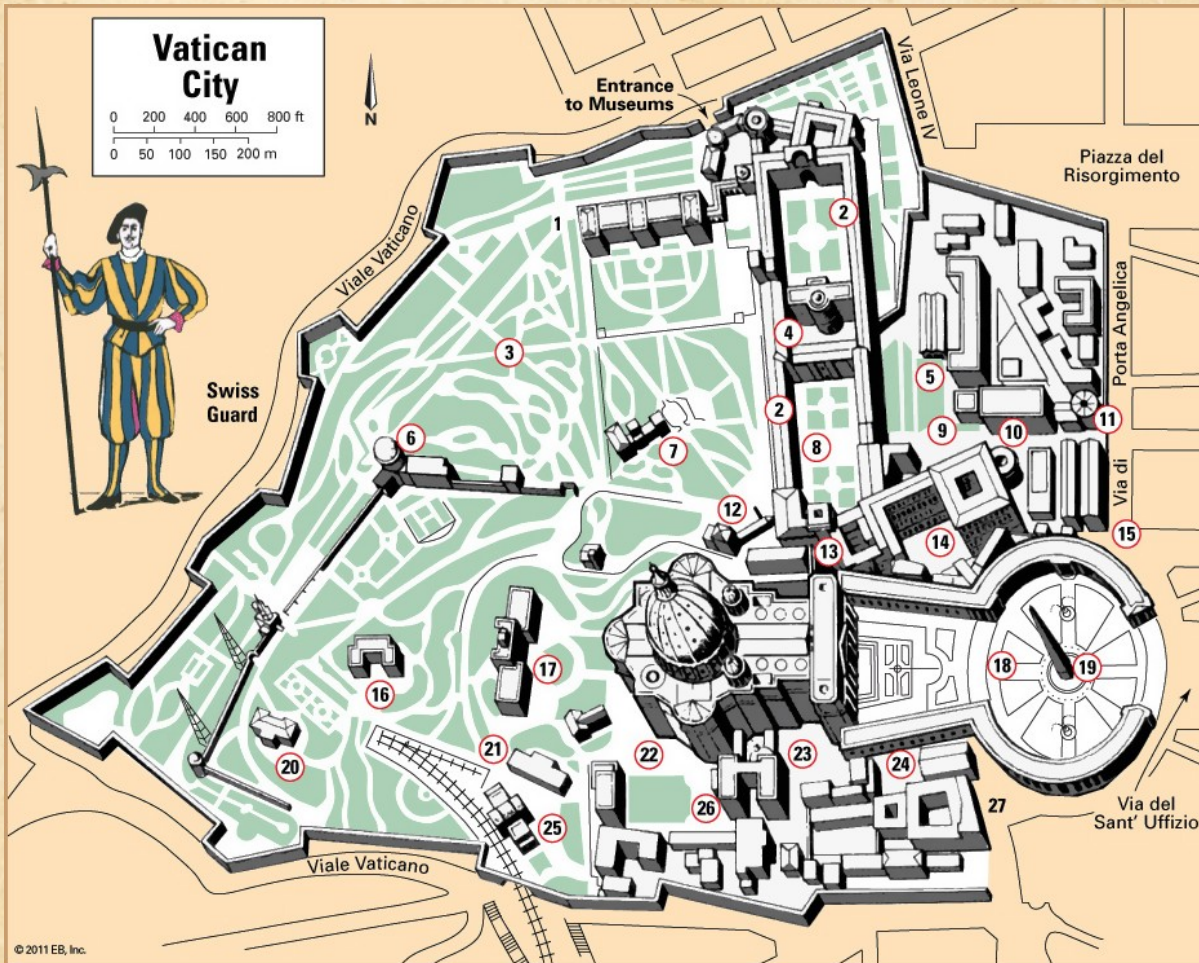 Vatican
City
0 200 400 600 800 ft
0 50 100 150 200 m
N
Entrance
to Museums
Via Leone IV
Piazza del
Risorgimento
Viale Vaticano
Swiss
Guard
Porta Angelica
Via di
1
2
3
4
5
6
2
7
8
9
10
11
12
13
14
15
16
17
18
19
20
21
22
23
24
25
26
27
Via del
Sant' Uffizio
Viale Vaticano
© 2011 EB, Inc.